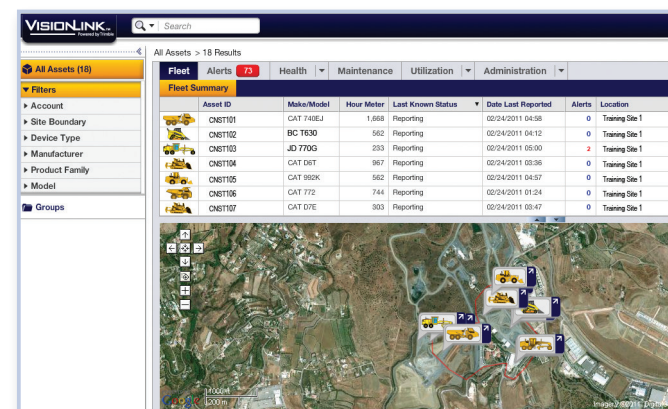 VISIONLINK™
Powered by Trimble
Search
All Assets > 18 Results
All Assets (18)
Filters
Account
Site Boundary
Device Type
Manufacturer
Product Family
Model
Groups
Fleet Alerts 73 Health Maintenance Utilization Administration
Fleet Summary
Asset ID Make/Model Hour Meter Last Known Status Date Last Reported Alerts Location
CNST101 CAT 740EJ 1,668 Reporting 02/24/2011 04:58 0 Training Site 1
CNST102 BC T630 562 Reporting 02/24/2011 04:12 0 Training Site 1
CNST103 JD 770G 233 Reporting 02/24/2011 05:00 2 Training Site 1
CNST104 CAT D6T 967 Reporting 02/24/2011 03:36 0 Training Site 1
CNST105 CAT 992K 562 Reporting 02/24/2011 04:57 0 Training Site 1
CNST106 CAT 772 744 Reporting 02/24/2011 01:24 0 Training Site 1
CNST107 CAT D7E 303 Reporting 02/24/2011 03:47 0 Training Site 1
1000 ft
200 m
Google
Imagery ©2011